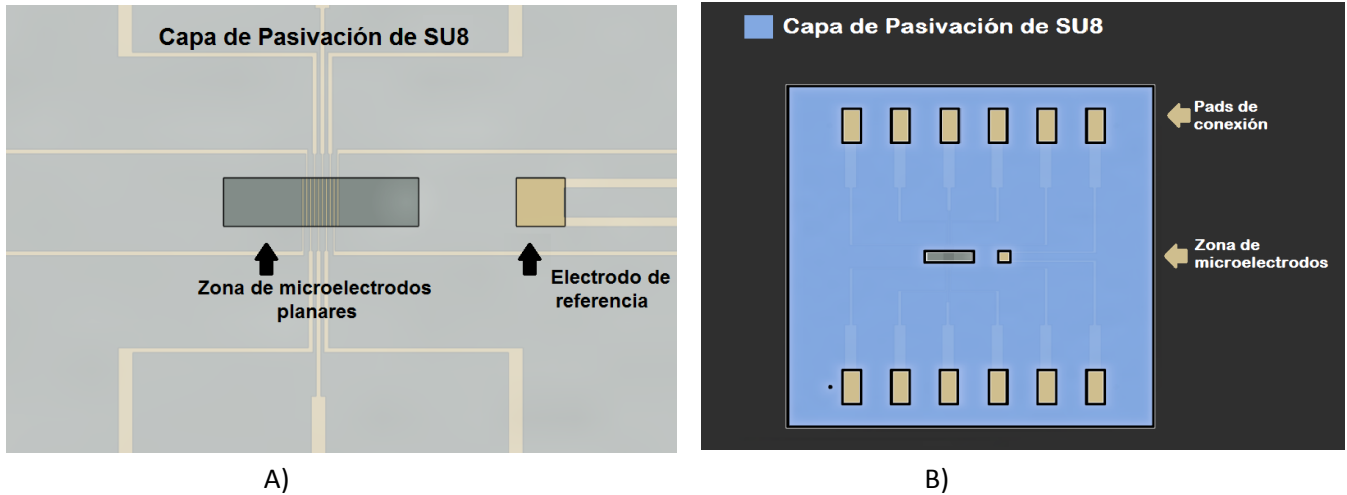 Capa de Pasivación de SU8
Zona de microelectrodos
planares
Electrodo de
referencia
A)
Capa de Pasivación de SU8
Pads de
conexión
Zona de
microelectrodos
B)